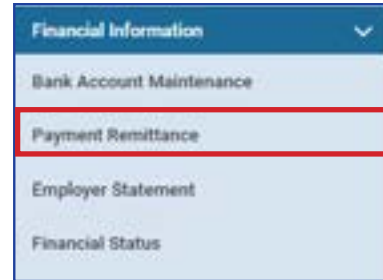 Financial Information
Bank Account Maintenance
Payment Remittance
Employer Statement
Financial Status